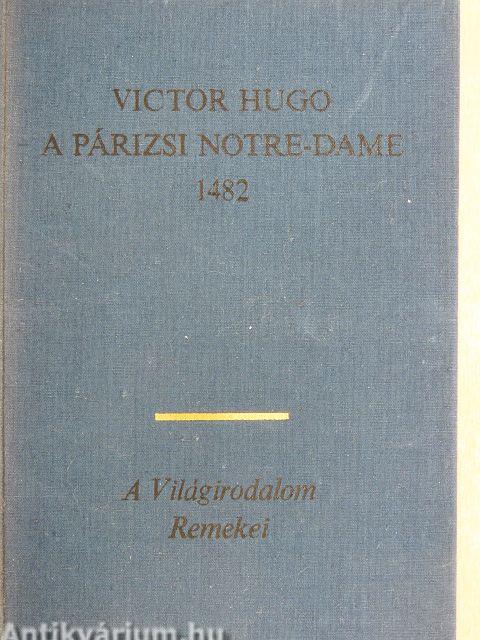 VICTOR HUGO
A PÁRIZSI NOTRE-DAME
1482
A Világirodalom
Remekei
Antikvárium.hu